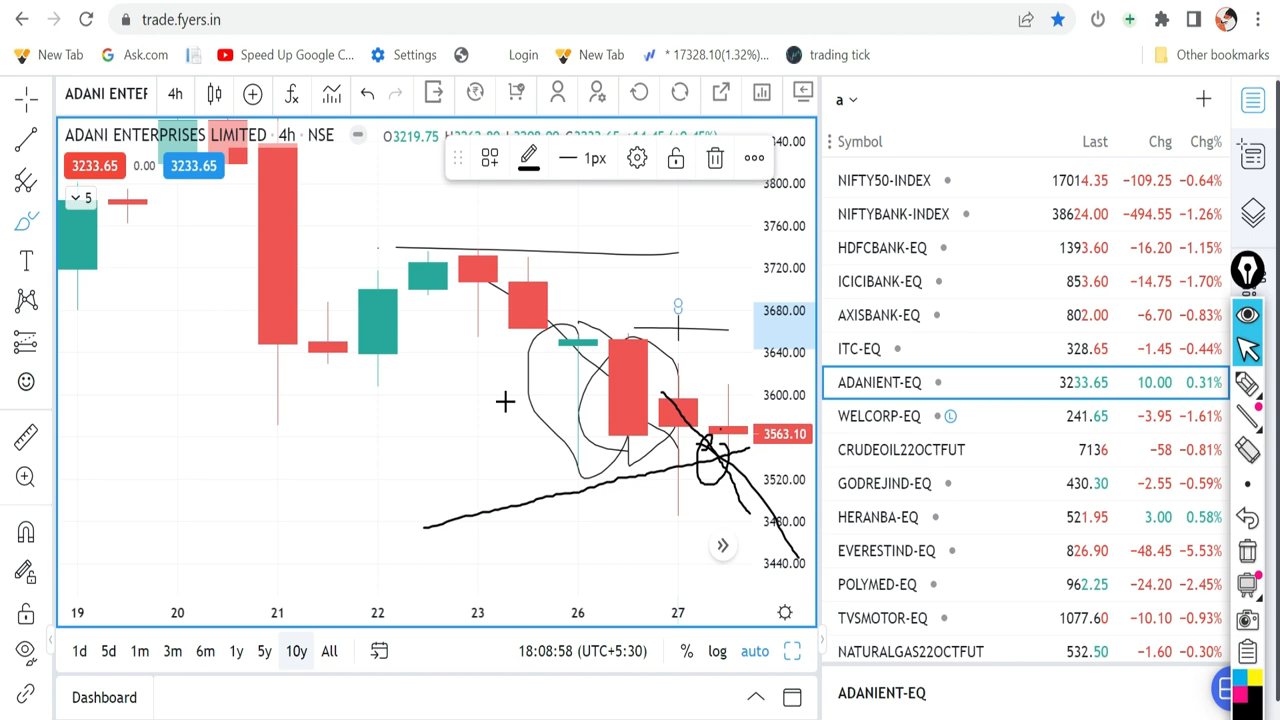 trade.fyers.in
New Tab Ask.com Speed Up Google C... Settings Login New Tab * 17328.10(1.32%)... trading tick Other bookmarks
ADANI ENTER 4h
ADANI ENTERPRISES LIMITED · 4h · NSE O3219.75
3233.65 0.00 3233.65
5
1px
3800.00
3760.00
3720.00
3680.00
3640.00
3600.00
3563.10
3520.00
3480.00
3440.00
19 20 21 22 23 26 27
1d 5d 1m 3m 6m 1y 5y 10y All 18:08:58 (UTC+5:30) % log auto
Dashboard
a
Symbol Last Chg Chg%
NIFTY50-INDEX 17014.35 −109.25 −0.64%
NIFTYBANK-INDEX 38624.00 −494.55 −1.26%
HDFCBANK-EQ 1393.60 −16.20 −1.15%
ICICIBANK-EQ 853.60 −14.75 −1.70%
AXISBANK-EQ 802.00 −6.70 −0.83%
ITC-EQ 328.65 −1.45 −0.44%
ADANIENT-EQ 3233.65 10.00 0.31%
WELCORP-EQ L 241.65 −3.95 −1.61%
CRUDEOIL22OCTFUT 7136 −58 −0.81%
GODREJIND-EQ 430.30 −2.55 −0.59%
HERANBA-EQ 521.95 3.00 0.58%
EVERESTIND-EQ 826.90 −48.45 −5.53%
POLYMED-EQ 962.25 −24.20 −2.45%
TVSMOTOR-EQ 1077.60 −10.10 −0.93%
NATURALGAS22OCTFUT 532.50 −1.60 −0.30%
ADANIENT-EQ